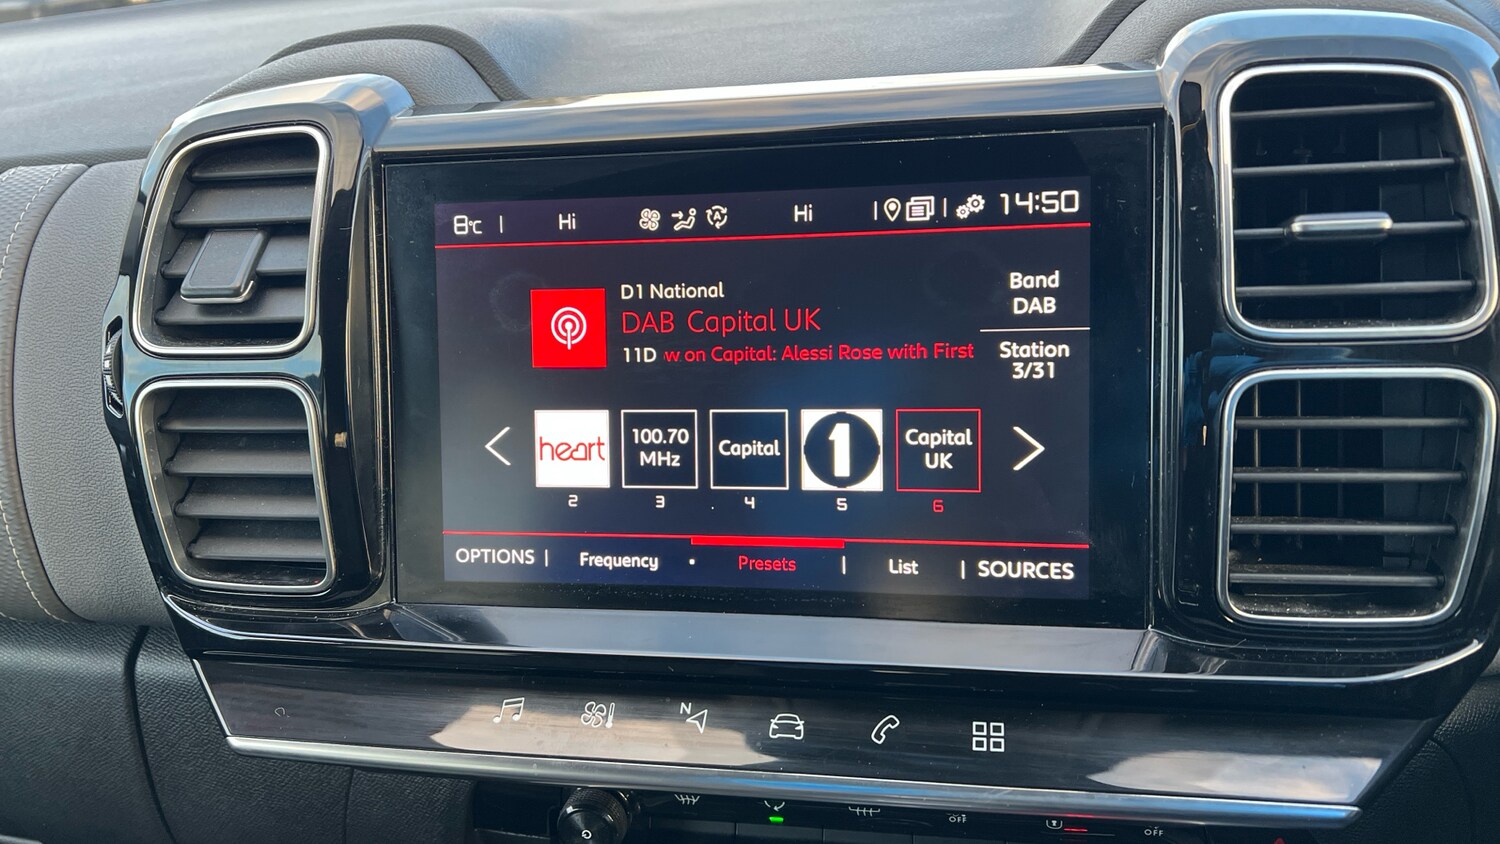 8°C | Hi Hi | | 14:50
D1 National
DAB Capital UK
11D w on Capital: Alessi Rose with First
Band
DAB
Station
3/31
heart
100.70
MHz
Capital
1
Capital
UK
2 3 4 5 6
OPTIONS | Frequency • Presets | List | SOURCES
N
OFF
OFF